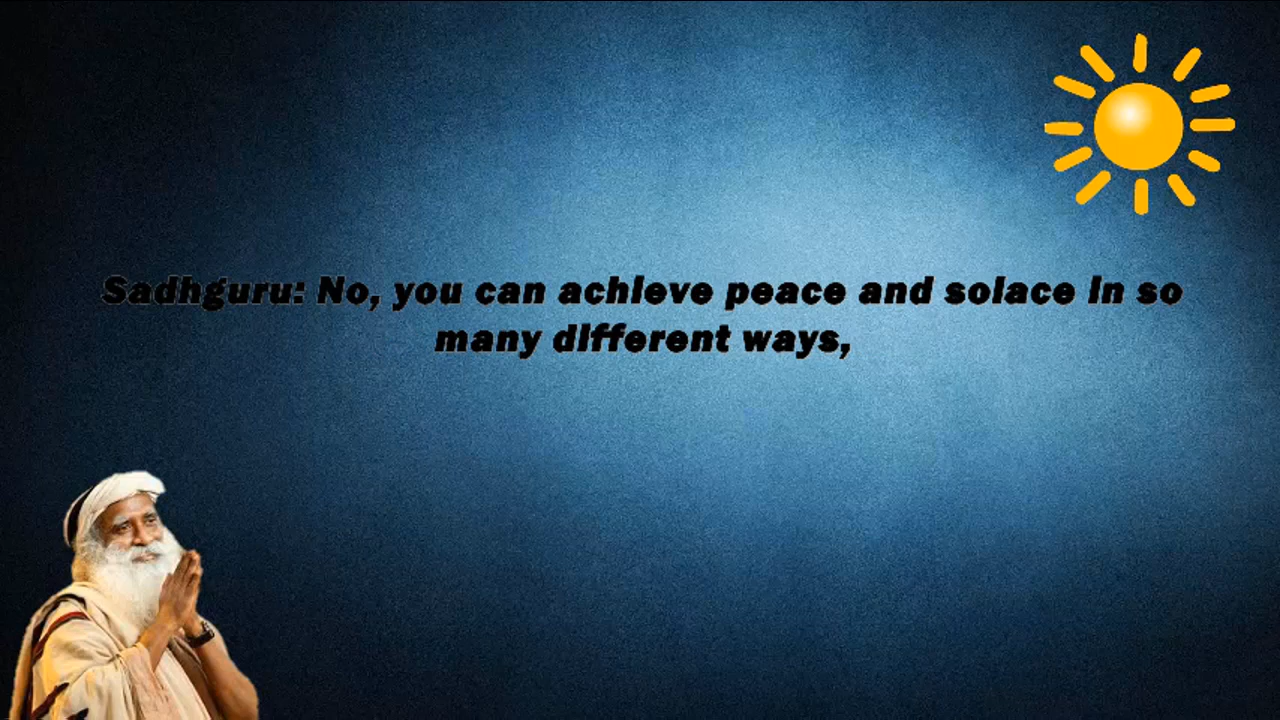 Sadhguru: No, you can achieve peace and solace in so
many different ways,